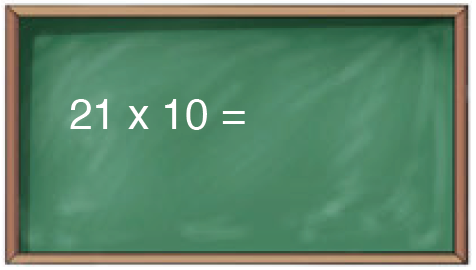 21 x 10 =